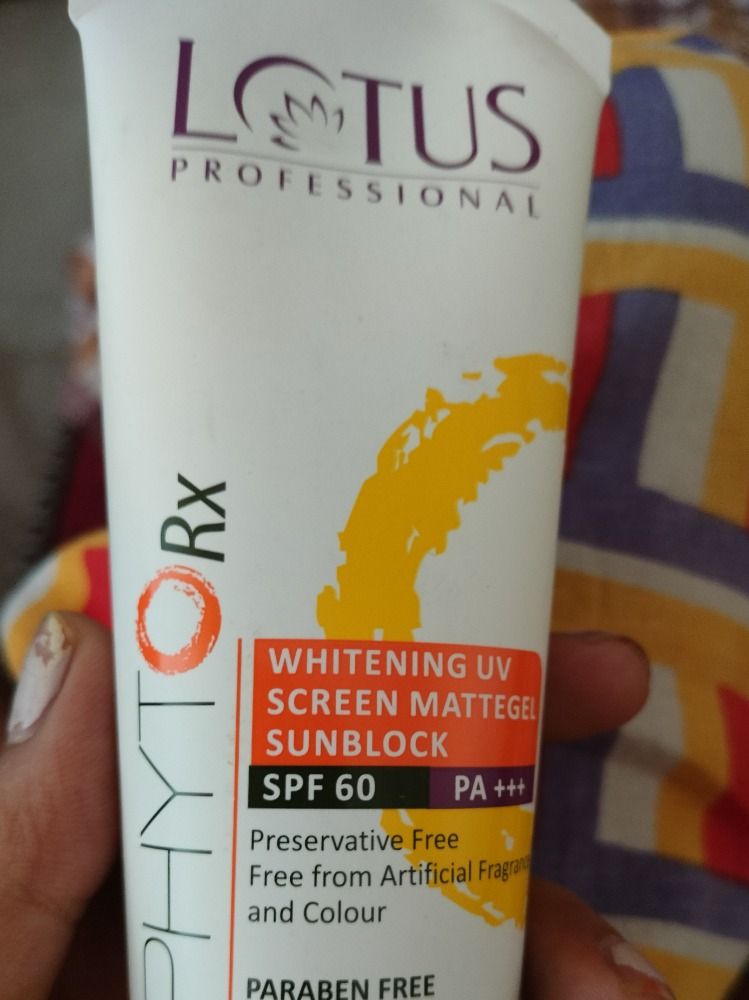 LOTUS
PROFESSIONAL
PHYTORx
WHITENING UV
SCREEN MATTEGEL
SUNBLOCK
SPF 60 PA +++
Preservative Free
Free from Artificial Fragrance
and Colour
PARABEN FREE